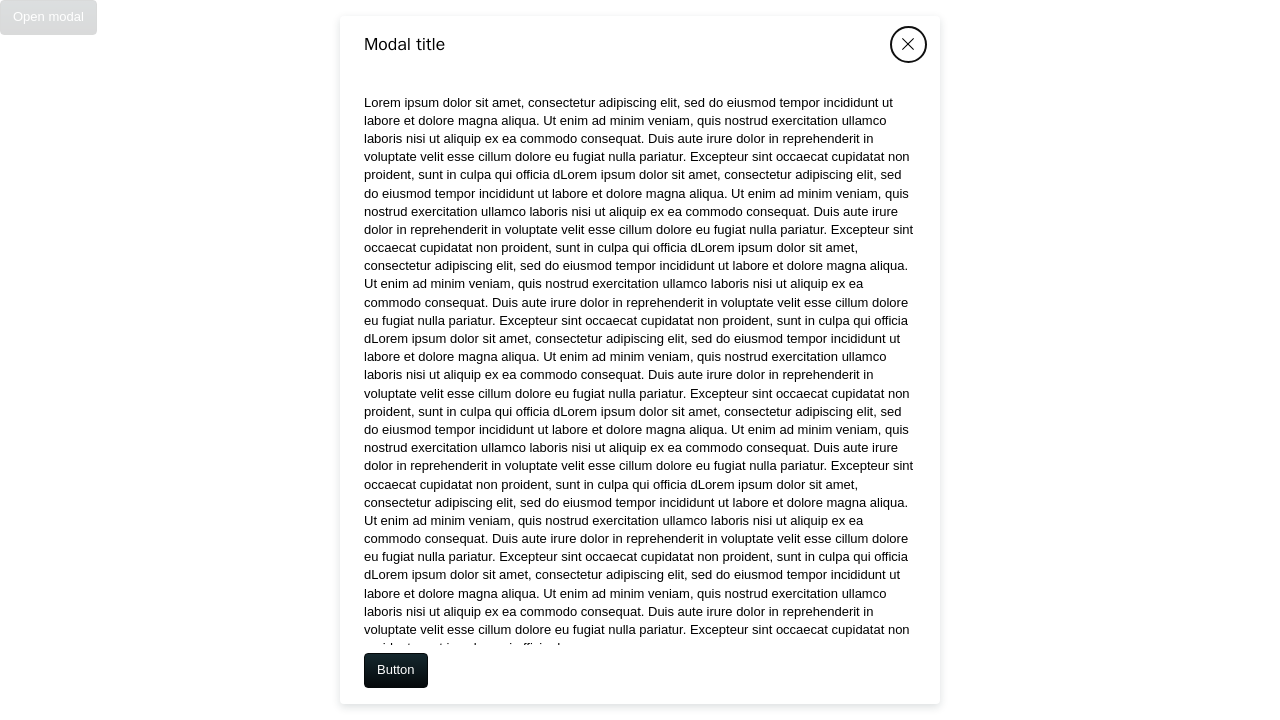 Open modal
Modal title
Lorem ipsum dolor sit amet, consectetur adipiscing elit, sed do eiusmod tempor incididunt ut
labore et dolore magna aliqua. Ut enim ad minim veniam, quis nostrud exercitation ullamco
laboris nisi ut aliquip ex ea commodo consequat. Duis aute irure dolor in reprehenderit in
voluptate velit esse cillum dolore eu fugiat nulla pariatur. Excepteur sint occaecat cupidatat non
proident, sunt in culpa qui officia dLorem ipsum dolor sit amet, consectetur adipiscing elit, sed
do eiusmod tempor incididunt ut labore et dolore magna aliqua. Ut enim ad minim veniam, quis
nostrud exercitation ullamco laboris nisi ut aliquip ex ea commodo consequat. Duis aute irure
dolor in reprehenderit in voluptate velit esse cillum dolore eu fugiat nulla pariatur. Excepteur sint
occaecat cupidatat non proident, sunt in culpa qui officia dLorem ipsum dolor sit amet,
consectetur adipiscing elit, sed do eiusmod tempor incididunt ut labore et dolore magna aliqua.
Ut enim ad minim veniam, quis nostrud exercitation ullamco laboris nisi ut aliquip ex ea
commodo consequat. Duis aute irure dolor in reprehenderit in voluptate velit esse cillum dolore
eu fugiat nulla pariatur. Excepteur sint occaecat cupidatat non proident, sunt in culpa qui officia
dLorem ipsum dolor sit amet, consectetur adipiscing elit, sed do eiusmod tempor incididunt ut
labore et dolore magna aliqua. Ut enim ad minim veniam, quis nostrud exercitation ullamco
laboris nisi ut aliquip ex ea commodo consequat. Duis aute irure dolor in reprehenderit in
voluptate velit esse cillum dolore eu fugiat nulla pariatur. Excepteur sint occaecat cupidatat non
proident, sunt in culpa qui officia dLorem ipsum dolor sit amet, consectetur adipiscing elit, sed
do eiusmod tempor incididunt ut labore et dolore magna aliqua. Ut enim ad minim veniam, quis
nostrud exercitation ullamco laboris nisi ut aliquip ex ea commodo consequat. Duis aute irure
dolor in reprehenderit in voluptate velit esse cillum dolore eu fugiat nulla pariatur. Excepteur sint
occaecat cupidatat non proident, sunt in culpa qui officia dLorem ipsum dolor sit amet,
consectetur adipiscing elit, sed do eiusmod tempor incididunt ut labore et dolore magna aliqua.
Ut enim ad minim veniam, quis nostrud exercitation ullamco laboris nisi ut aliquip ex ea
commodo consequat. Duis aute irure dolor in reprehenderit in voluptate velit esse cillum dolore
eu fugiat nulla pariatur. Excepteur sint occaecat cupidatat non proident, sunt in culpa qui officia
dLorem ipsum dolor sit amet, consectetur adipiscing elit, sed do eiusmod tempor incididunt ut
labore et dolore magna aliqua. Ut enim ad minim veniam, quis nostrud exercitation ullamco
laboris nisi ut aliquip ex ea commodo consequat. Duis aute irure dolor in reprehenderit in
voluptate velit esse cillum dolore eu fugiat nulla pariatur. Excepteur sint occaecat cupidatat non
Button